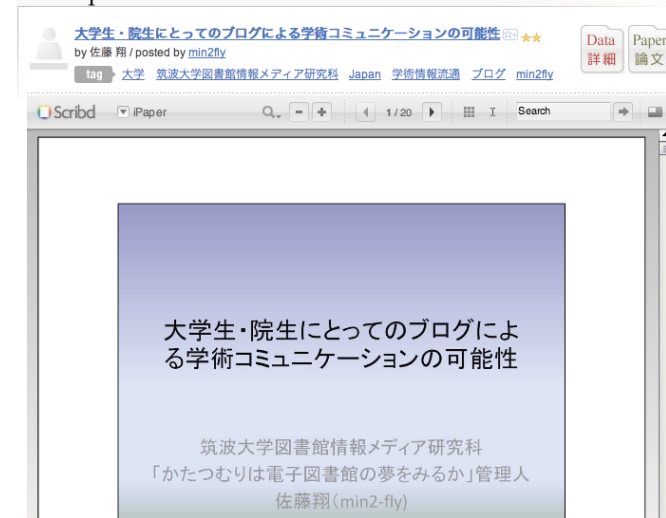 大学生・院生にとってのブログによる学術コミュニケーションの可能性
by 佐藤 翔 / posted by min2fly
tag 大学 筑波大学図書館情報メディア研究科 Japan 学術情報流通 ブログ min2fly
Data
詳細
Paper
論文
Scribd iPaper 1 / 20 Search
大学生・院生にとってのブログによ
る学術コミュニケーションの可能性
筑波大学図書館情報メディア研究科
「かたつむりは電子図書館の夢をみるか」管理人
佐藤翔(min2-fly)